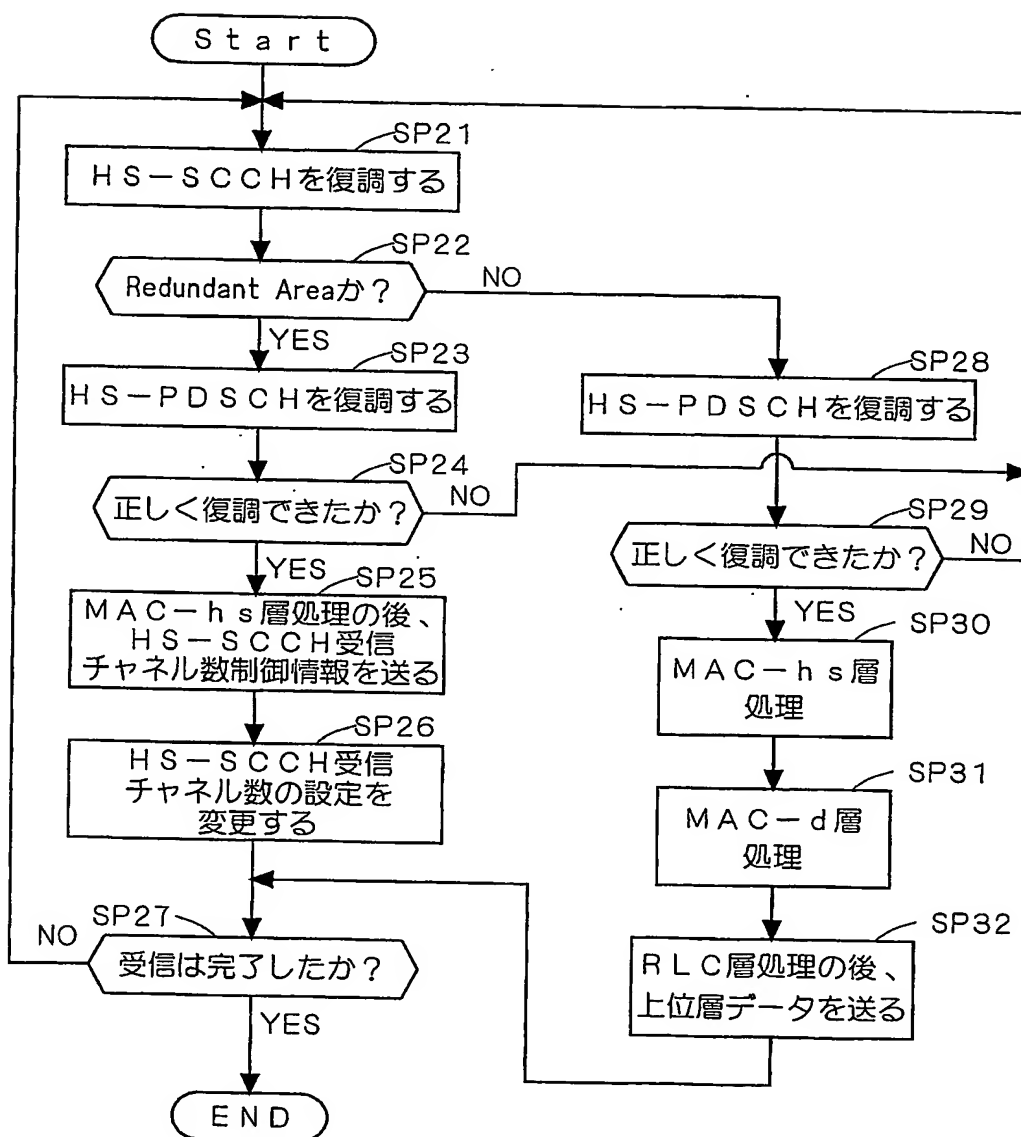 Start
SP21
HS-SCCHを復調する
SP22
Redundant Areaか?
NO
YES
SP23
HS-PDSCHを復調する
SP24
正しく復調できたか?
NO
YES
SP25
MAC-hs層処理の後、
HS-SCCH受信
チャネル数制御情報を送る
SP26
HS-SCCH受信
チャネル数の設定を
変更する
SP27
NO
受信は完了したか?
YES
END
SP28
HS-PDSCHを復調する
SP29
正しく復調できたか?
NO
YES
SP30
MAC-hs層
処理
SP31
MAC-d層
処理
SP32
RLC層処理の後、
上位層データを送る